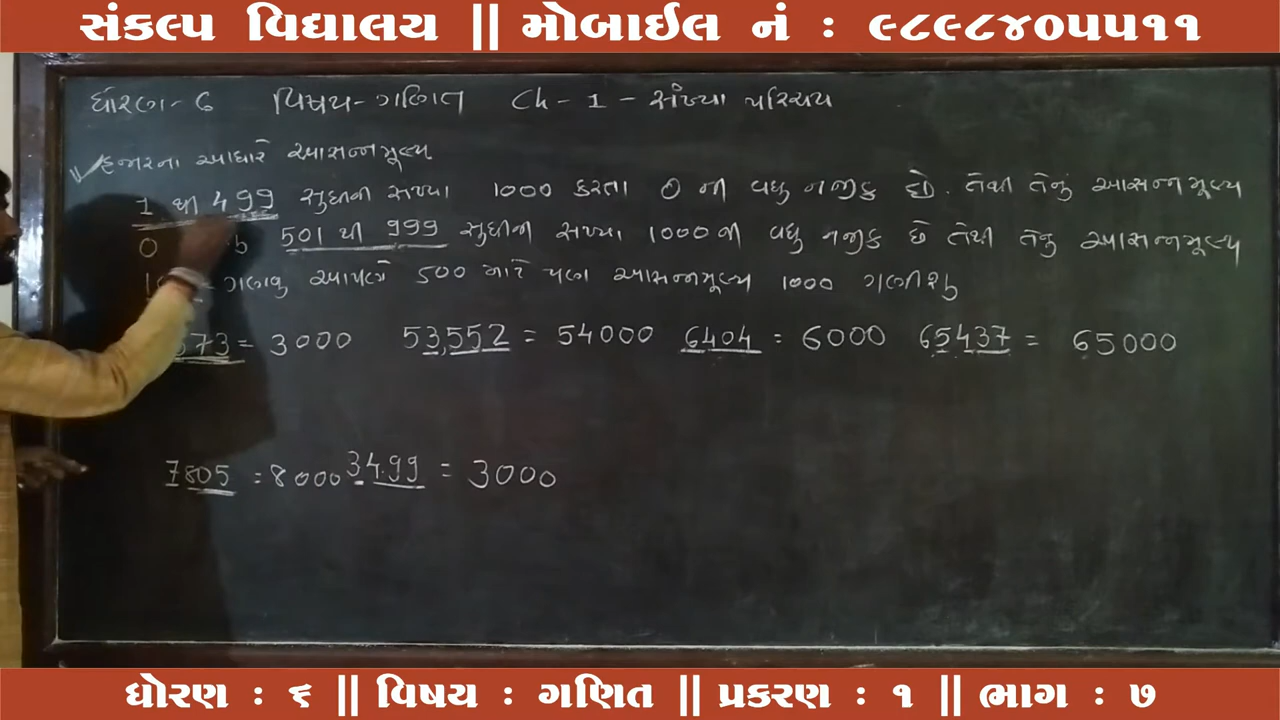 સંકલ્પ વિદ્યાલય || મોબાઈલ નં : ૯૮૯૮૪૦૫૫૧૧
ધોરણ - 6 વિષય - ગણિત Ch - 1 - સંખ્યા પરિચય
હજારના આધારે આસન્નમૂલ્ય
1 થી 499 સુધીની સંખ્યા 1000 કરતા 0 ની વધુ નજીક છે. તેથી તેનું આસન્નમૂલ્ય
0 501 થી 999 સુધીની સંખ્યા 1000 ની વધુ નજીક છે તેથી તેનુ આસન્નમૂલ્ય
ગણાવુ આપણે 500 માટે પણ આસન્નમૂલ્ય 1000 ગણીશું
573 = 3000 53,552 = 54000 6404 = 6000 65437 = 65000
7805 = 8000 3499 = 3000
ધોરણ : ૬ || વિષય : ગણિત || પ્રકરણ : ૧ || ભાગ : ૭